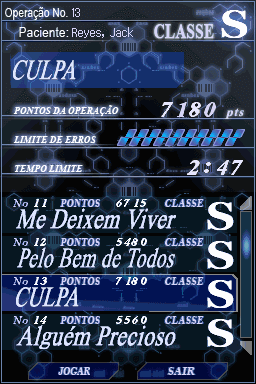 Operação No. 13
Paciente: Reyes, Jack CLASSE S
CULPA
PONTOS DA OPERAÇÃO 7180 pts
LIMITE DE ERROS
TEMPO LIMITE 2:47
No 11 PONTOS 6715 CLASSE S
Me Deixem Viver
No 12 PONTOS 5480 CLASSE S
Pelo Bem de Todos
No 13 PONTOS 7180 CLASSE S
CULPA
No 14 PONTOS 5560 CLASSE S
Alguém Precioso
JOGAR SAIR